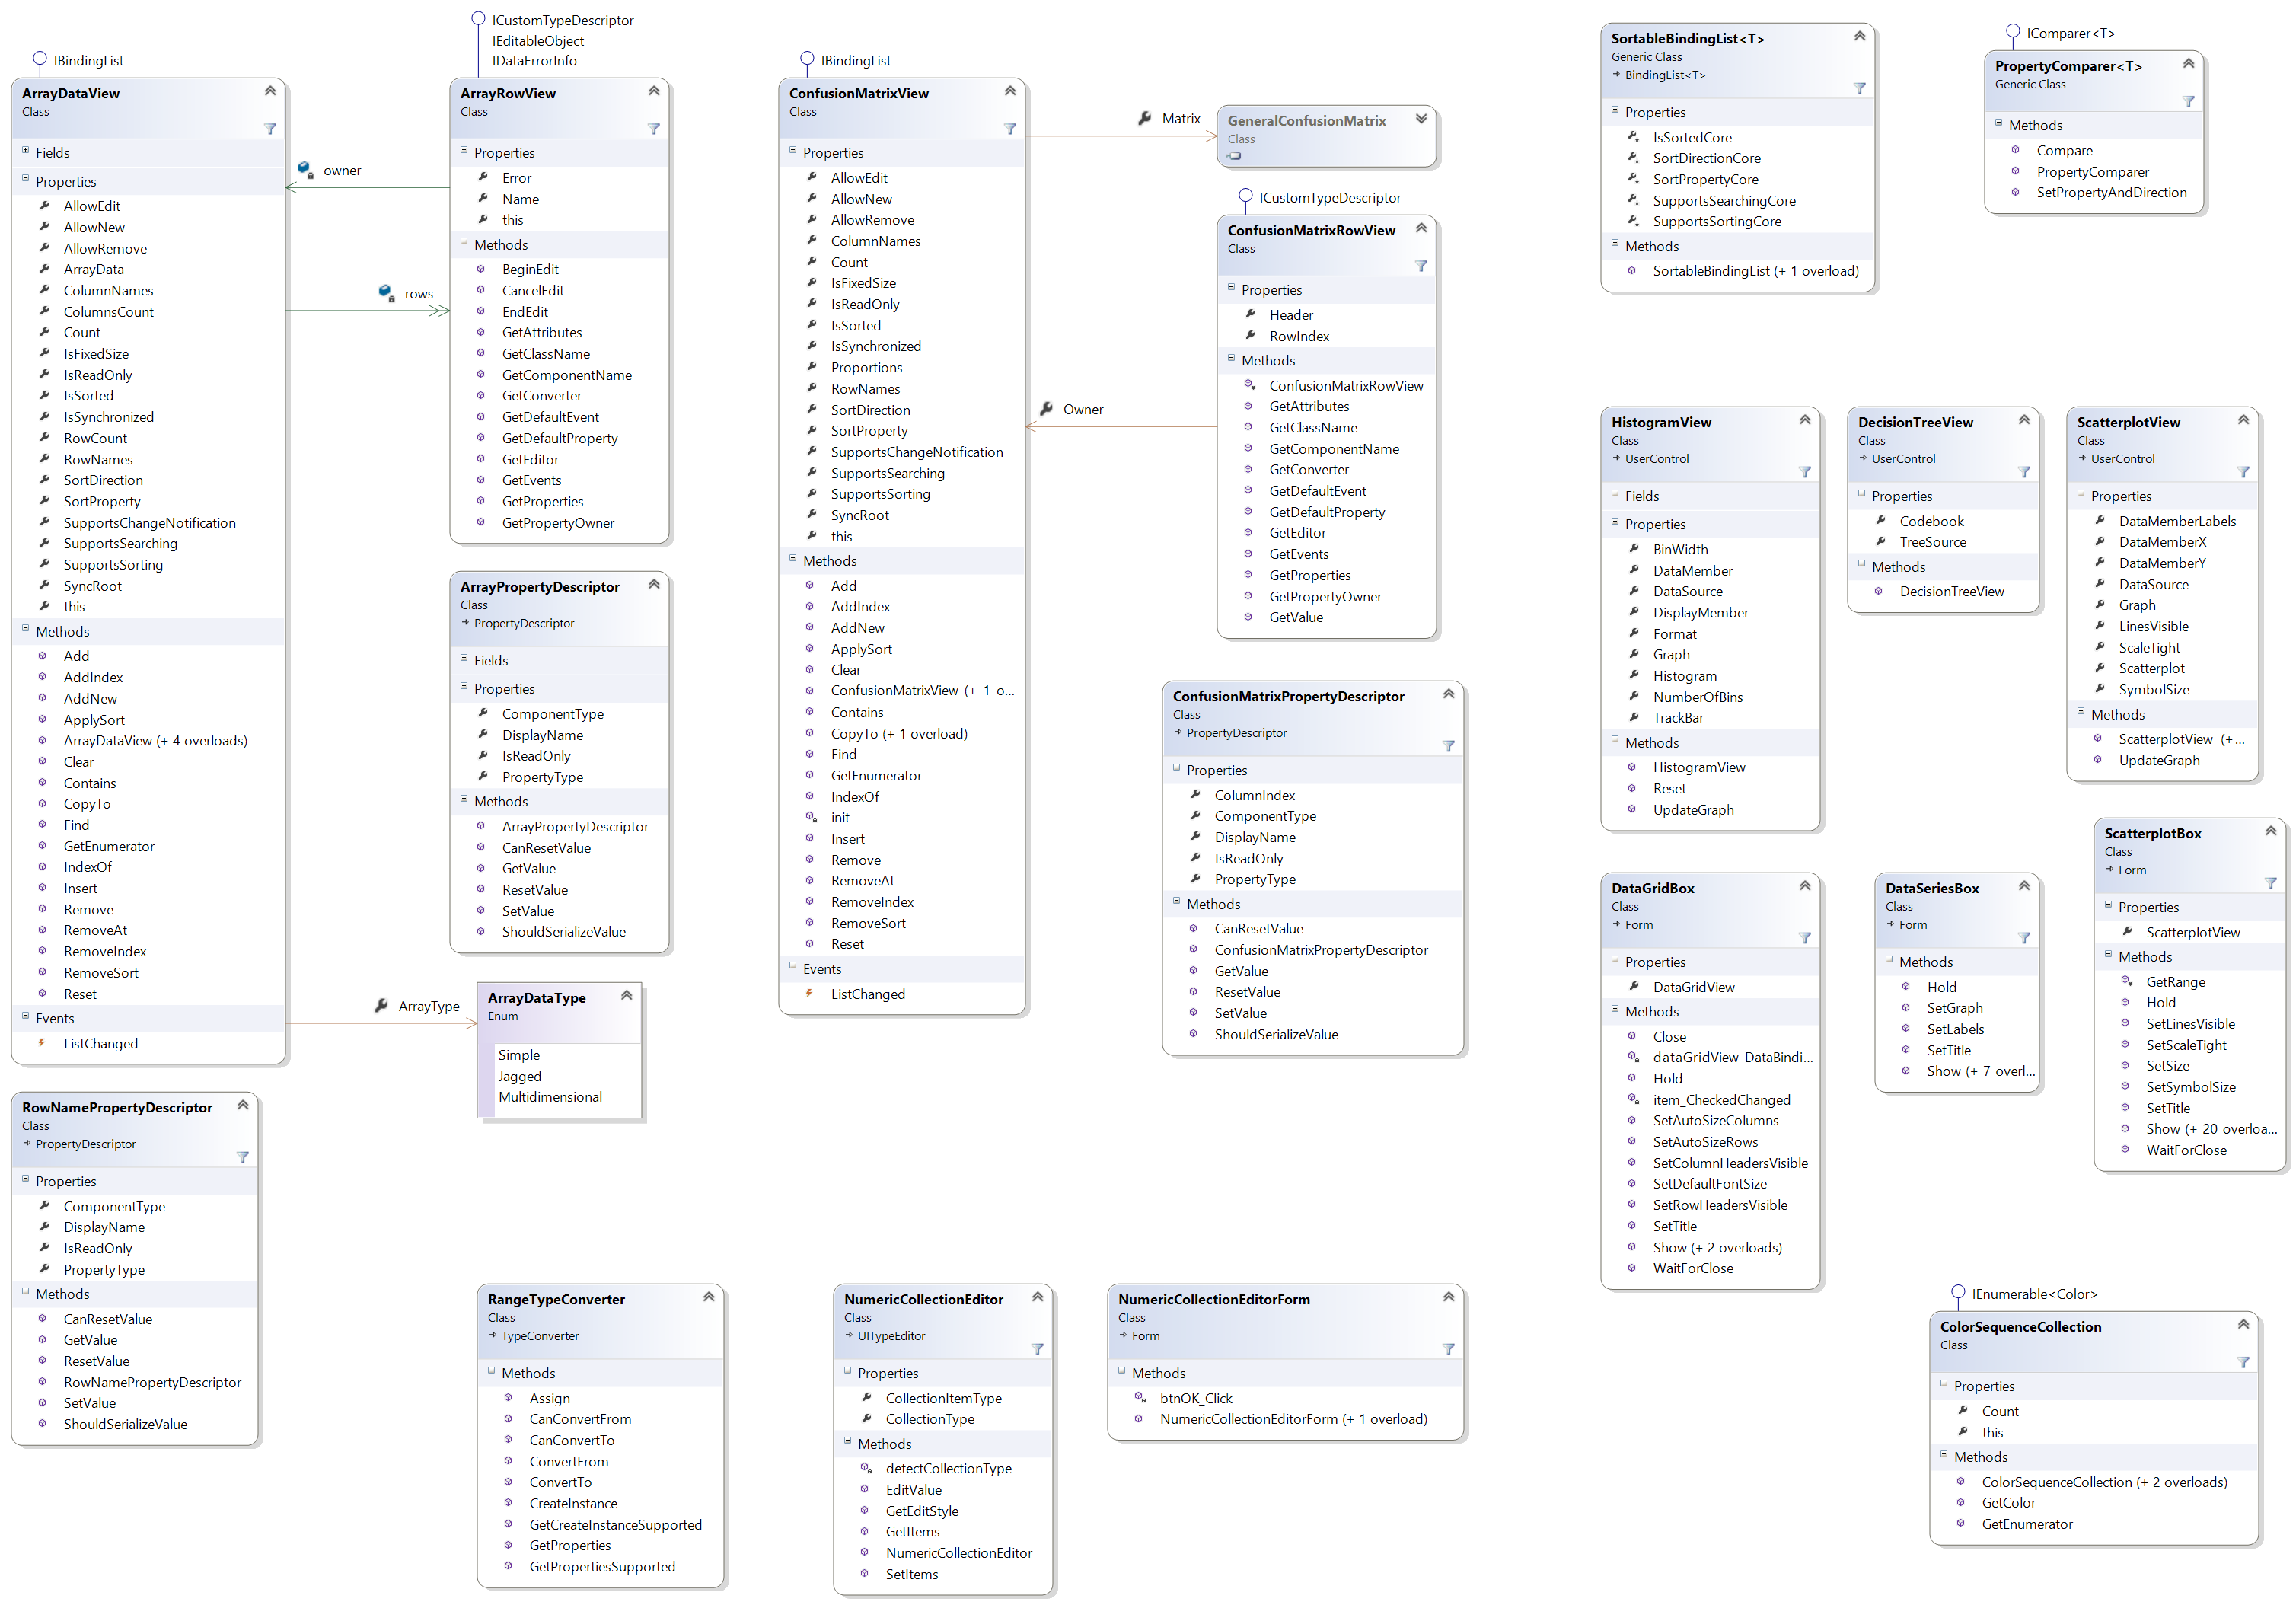 IBindingList
ArrayDataView
Class
Fields
Properties
AllowEdit
AllowNew
AllowRemove
ArrayData
ColumnNames
ColumnsCount
Count
IsFixedSize
IsReadOnly
IsSorted
IsSynchronized
RowCount
RowNames
SortDirection
SortProperty
SupportsChangeNotification
SupportsSearching
SupportsSorting
SyncRoot
this
Methods
Add
AddIndex
AddNew
ApplySort
ArrayDataView (+ 4 overloads)
Clear
Contains
CopyTo
Find
GetEnumerator
IndexOf
Insert
Remove
RemoveAt
RemoveIndex
RemoveSort
Reset
Events
ListChanged
RowNamePropertyDescriptor
Class
PropertyDescriptor
Properties
ComponentType
DisplayName
IsReadOnly
PropertyType
Methods
CanResetValue
GetValue
ResetValue
RowNamePropertyDescriptor
SetValue
ShouldSerializeValue
owner
rows
ArrayType
ICustomTypeDescriptor
IEditableObject
IDataErrorInfo
ArrayRowView
Class
Properties
Error
Name
this
Methods
BeginEdit
CancelEdit
EndEdit
GetAttributes
GetClassName
GetComponentName
GetConverter
GetDefaultEvent
GetDefaultProperty
GetEditor
GetEvents
GetProperties
GetPropertyOwner
ArrayPropertyDescriptor
Class
PropertyDescriptor
Fields
Properties
ComponentType
DisplayName
IsReadOnly
PropertyType
Methods
ArrayPropertyDescriptor
CanResetValue
GetValue
ResetValue
SetValue
ShouldSerializeValue
ArrayDataType
Enum
Simple
Jagged
Multidimensional
RangeTypeConverter
Class
TypeConverter
Methods
Assign
CanConvertFrom
CanConvertTo
ConvertFrom
ConvertTo
CreateInstance
GetCreateInstanceSupported
GetProperties
GetPropertiesSupported
IBindingList
ConfusionMatrixView
Class
Properties
AllowEdit
AllowNew
AllowRemove
ColumnNames
Count
IsFixedSize
IsReadOnly
IsSorted
IsSynchronized
Proportions
RowNames
SortDirection
SortProperty
SupportsChangeNotification
SupportsSearching
SupportsSorting
SyncRoot
this
Methods
Add
AddIndex
AddNew
ApplySort
Clear
ConfusionMatrixView (+ 1 o...
Contains
CopyTo (+ 1 overload)
Find
GetEnumerator
IndexOf
init
Insert
Remove
RemoveAt
RemoveIndex
RemoveSort
Reset
Events
ListChanged
NumericCollectionEditor
Class
UITypeEditor
Properties
CollectionItemType
CollectionType
Methods
detectCollectionType
EditValue
GetEditStyle
GetItems
NumericCollectionEditor
SetItems
Matrix
Owner
GeneralConfusionMatrix
Class
ICustomTypeDescriptor
ConfusionMatrixRowView
Class
Properties
Header
RowIndex
Methods
ConfusionMatrixRowView
GetAttributes
GetClassName
GetComponentName
GetConverter
GetDefaultEvent
GetDefaultProperty
GetEditor
GetEvents
GetProperties
GetPropertyOwner
GetValue
ConfusionMatrixPropertyDescriptor
Class
PropertyDescriptor
Properties
ColumnIndex
ComponentType
DisplayName
IsReadOnly
PropertyType
Methods
CanResetValue
ConfusionMatrixPropertyDescriptor
GetValue
ResetValue
SetValue
ShouldSerializeValue
NumericCollectionEditorForm
Class
Form
Methods
btnOK_Click
NumericCollectionEditorForm (+ 1 overload)
SortableBindingList<T>
Generic Class
BindingList<T>
Properties
IsSortedCore
SortDirectionCore
SortPropertyCore
SupportsSearchingCore
SupportsSortingCore
Methods
SortableBindingList (+ 1 overload)
IComparer<T>
PropertyComparer<T>
Generic Class
Methods
Compare
PropertyComparer
SetPropertyAndDirection
HistogramView
Class
UserControl
Fields
Properties
BinWidth
DataMember
DataSource
DisplayMember
Format
Graph
Histogram
NumberOfBins
TrackBar
Methods
HistogramView
Reset
UpdateGraph
DecisionTreeView
Class
UserControl
Properties
Codebook
TreeSource
Methods
DecisionTreeView
ScatterplotView
Class
UserControl
Properties
DataMemberLabels
DataMemberX
DataMemberY
DataSource
Graph
LinesVisible
ScaleTight
Scatterplot
SymbolSize
Methods
ScatterplotView (+...
UpdateGraph
DataGridBox
Class
Form
Properties
DataGridView
Methods
Close
dataGridView_DataBindi...
Hold
item_CheckedChanged
SetAutoSizeColumns
SetAutoSizeRows
SetColumnHeadersVisible
SetDefaultFontSize
SetRowHeadersVisible
SetTitle
Show (+ 2 overloads)
WaitForClose
DataSeriesBox
Class
Form
Methods
Hold
SetGraph
SetLabels
SetTitle
Show (+ 7 overl...
ScatterplotBox
Class
Form
Properties
ScatterplotView
Methods
GetRange
Hold
SetLinesVisible
SetScaleTight
SetSize
SetSymbolSize
SetTitle
Show (+ 20 overloa...
WaitForClose
IEnumerable<Color>
ColorSequenceCollection
Class
Properties
Count
this
Methods
ColorSequenceCollection (+ 2 overloads)
GetColor
GetEnumerator